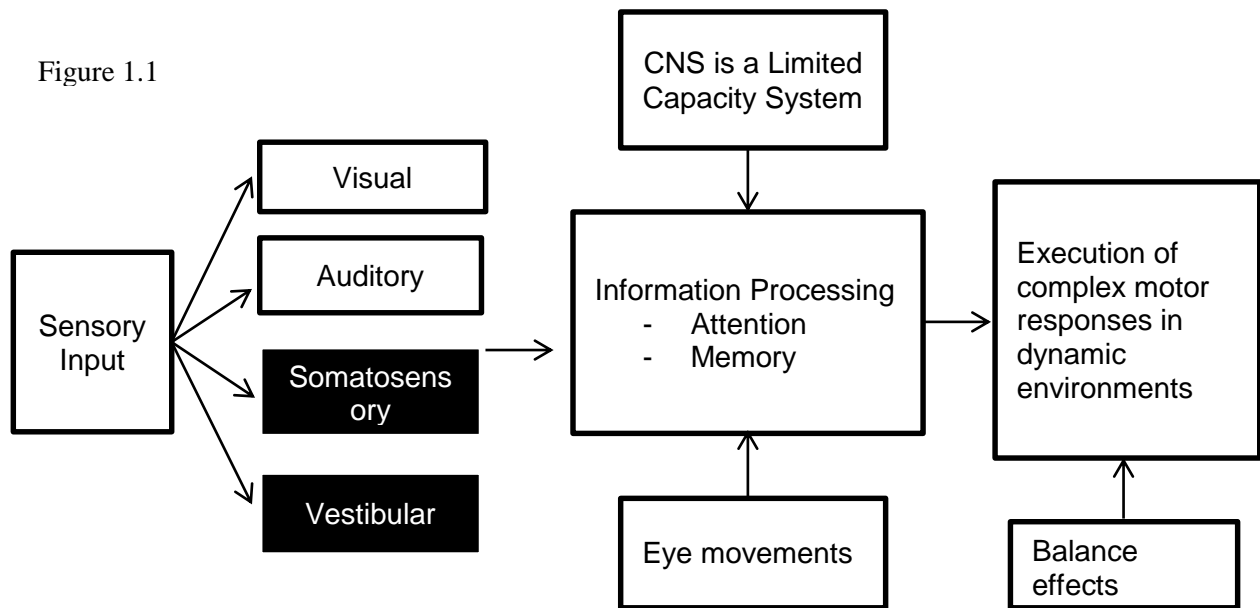 Figure 1.1
CNS is a Limited
Capacity System
Visual
Auditory
Sensory
Input
Somatosens
ory
Vestibular
Information Processing
- Attention
- Memory
Execution of
complex motor
responses in
dynamic
environments
Eye movements
Balance
effects